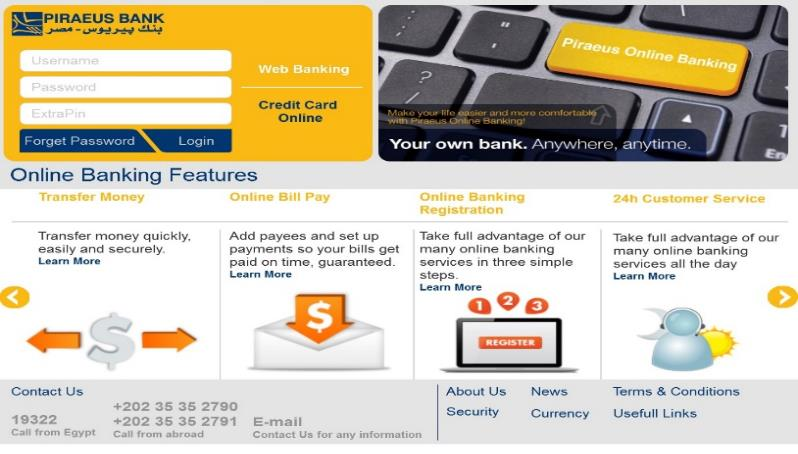 PIRAEUS BANK
بنك بيريوس - مصر
Username
Password
ExtraPin
Forget Password
Login
Web Banking
Credit Card
Online
Piraeus Online Banking
Make your life easier and more comfortable
with Piraeus Online Banking!
Your own bank. Anywhere, anytime.
Online Banking Features
Transfer Money
Transfer money quickly,
easily and securely.
Learn More
Online Bill Pay
Add payees and set up
payments so your bills get
paid on time, guaranteed.
Learn More
Online Banking
Registration
Take full advantage of our
many online banking
services in three simple
steps.
Learn More
1 2 3
REGISTER
24h Customer Service
Take full advantage of our
many online banking
services all the day
Learn More
Contact Us
19322
Call from Egypt
+202 35 35 2790
+202 35 35 2791
Call from abroad
E-mail
Contact Us for any information
About Us
News
Terms & Conditions
Security
Currency
Usefull Links